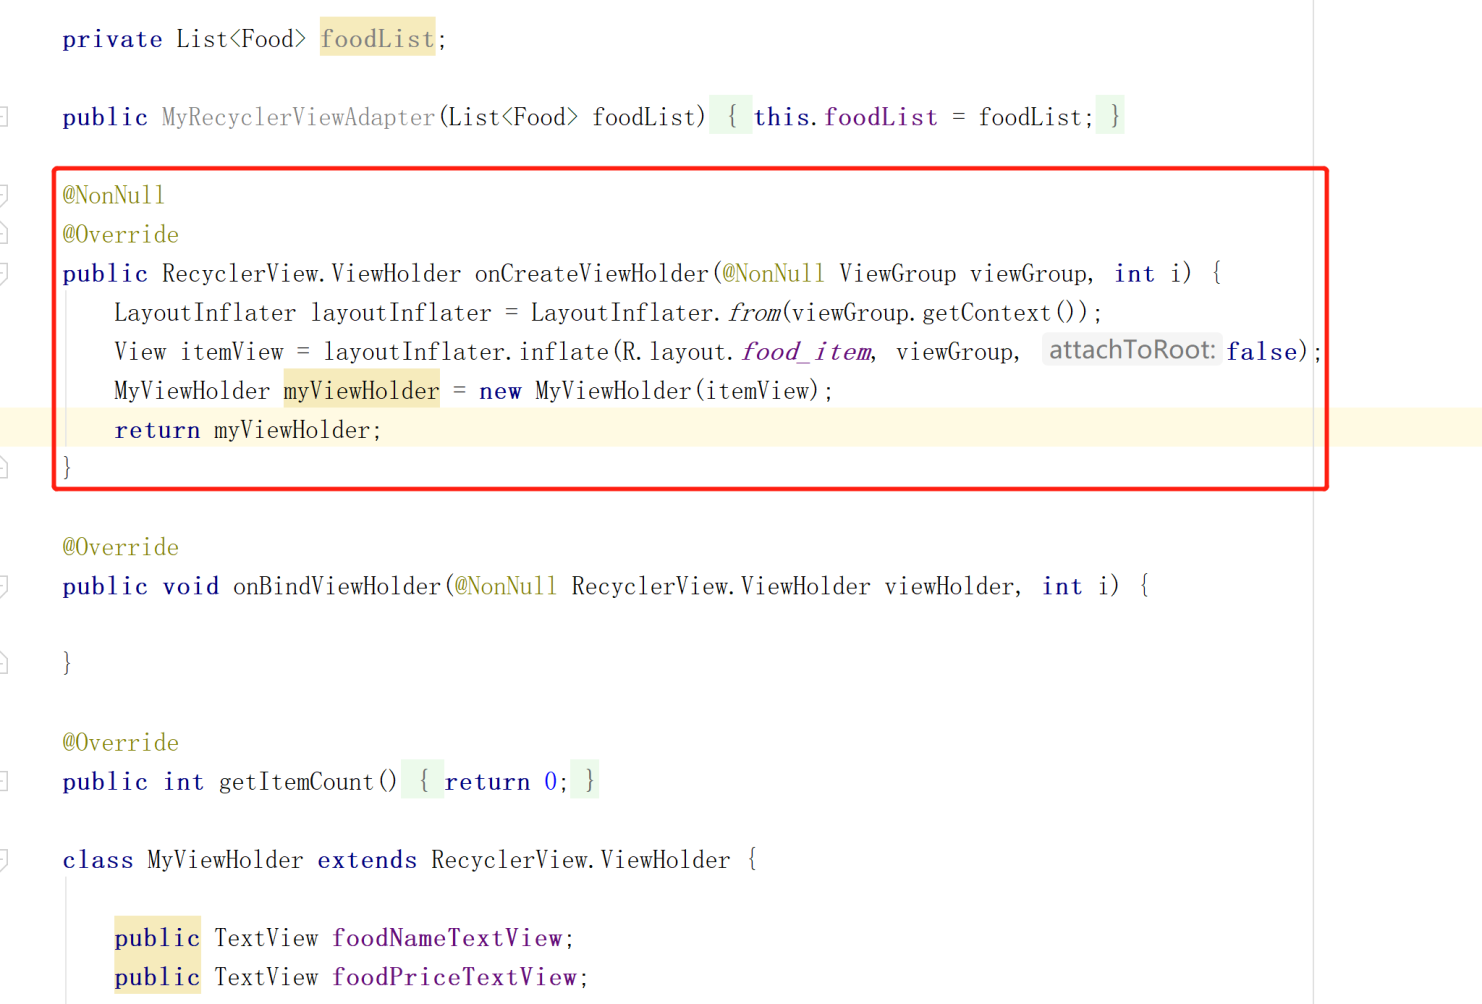 private List<Food> foodList;
public MyRecyclerViewAdapter(List<Food> foodList) { this.foodList = foodList; }
@NonNull
@Override
public RecyclerView.ViewHolder onCreateViewHolder(@NonNull ViewGroup viewGroup, int i) {
LayoutInflater layoutInflater = LayoutInflater.from(viewGroup.getContext());
View itemView = layoutInflater.inflate(R.layout.food_item, viewGroup, attachToRoot: false);
MyViewHolder myViewHolder = new MyViewHolder(itemView);
return myViewHolder;
}
@Override
public void onBindViewHolder(@NonNull RecyclerView.ViewHolder viewHolder, int i) {
}
@Override
public int getItemCount() { return 0; }
class MyViewHolder extends RecyclerView.ViewHolder {
public TextView foodNameTextView;
public TextView foodPriceTextView;